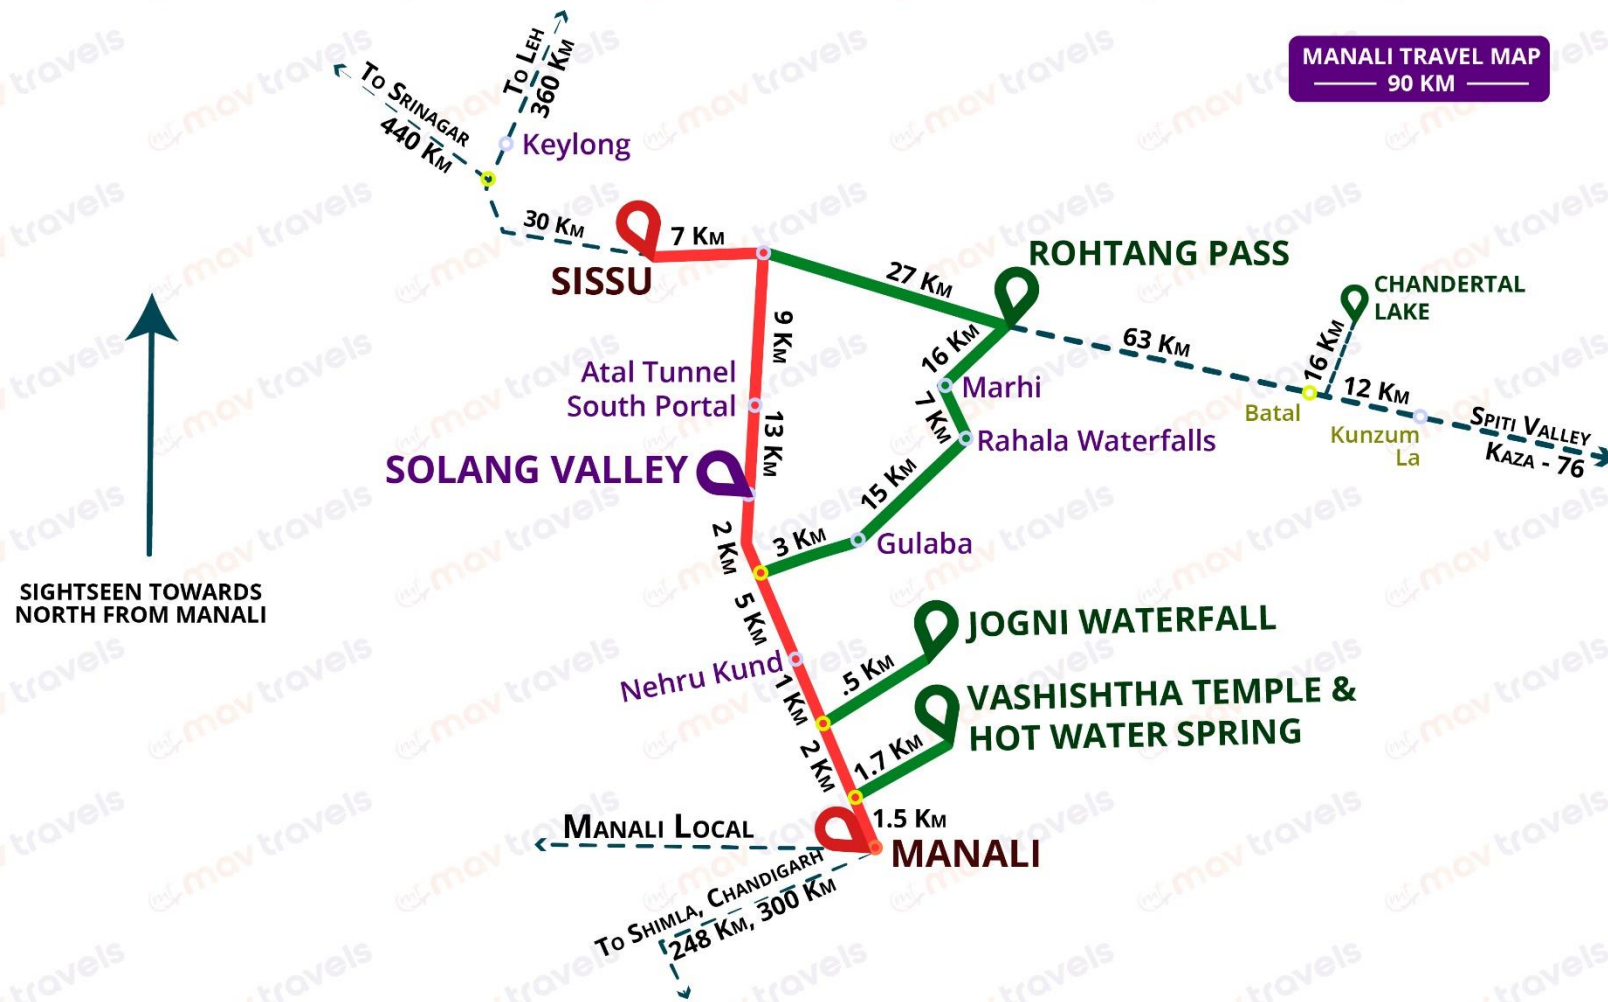 MANALI TRAVEL MAP
90 KM
To Leh
360 Km
To Srinagar
440 Km
Keylong
30 Km
7 Km
SISSU
27 Km
ROHTANG PASS
CHANDERTAL
LAKE
9 Km
16 Km
63 Km
16 Km
12 Km
Atal Tunnel
South Portal
Marhi
7 Km
Batal
Kunzum
La
Spiti Valley
Kaza - 76
13 Km
Rahala Waterfalls
SOLANG VALLEY
15 Km
2 Km
3 Km
Gulaba
SIGHTSEEN TOWARDS
NORTH FROM MANALI
5 Km
JOGNI WATERFALL
Nehru Kund
.5 Km
1 Km
VASHISHTHA TEMPLE &
HOT WATER SPRING
2 Km
1.7 Km
1.5 Km
Manali Local
MANALI
To Shimla, Chandigarh
248 Km, 300 Km
mav travels